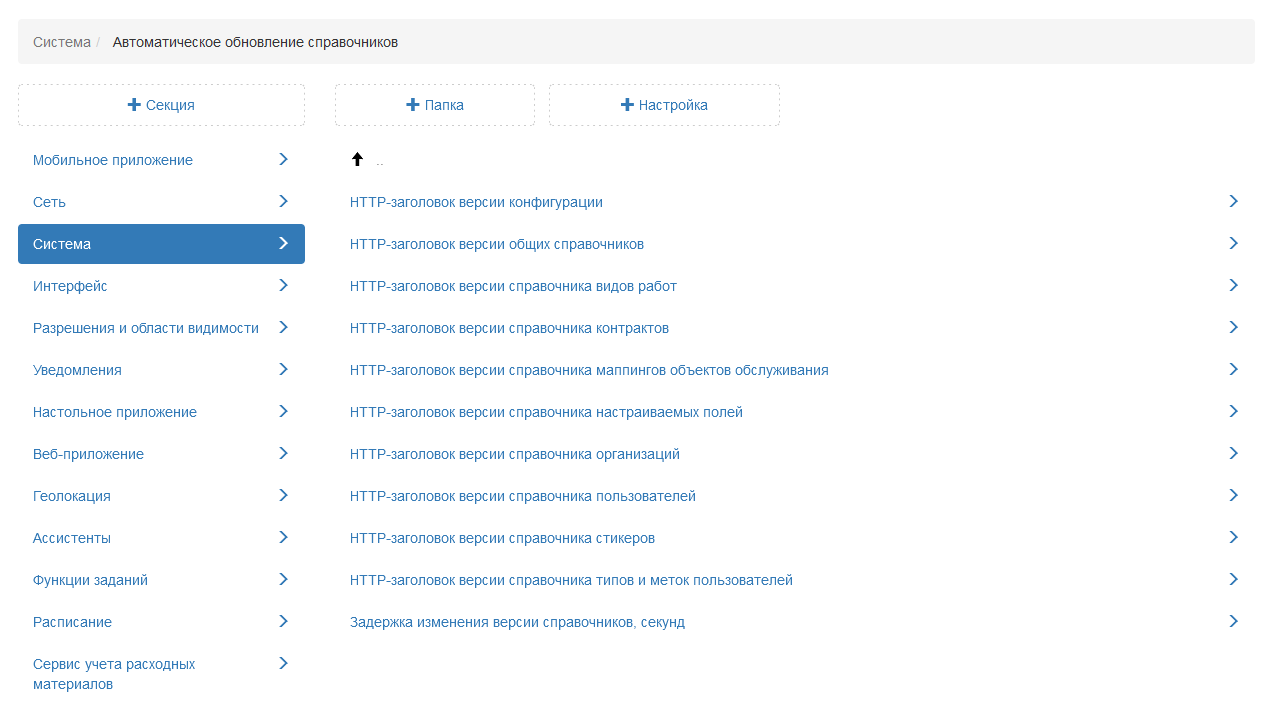 Система / Автоматическое обновление справочников
Секция
Папка
Настройка
Мобильное приложение
Сеть
Система
Интерфейс
Разрешения и области видимости
Уведомления
Настольное приложение
Веб-приложение
Геолокация
Ассистенты
Функции заданий
Расписание
Сервис учета расходных
материалов
..
HTTP-заголовок версии конфигурации
HTTP-заголовок версии общих справочников
HTTP-заголовок версии справочника видов работ
HTTP-заголовок версии справочника контрактов
HTTP-заголовок версии справочника маппингов объектов обслуживания
HTTP-заголовок версии справочника настраиваемых полей
HTTP-заголовок версии справочника организаций
HTTP-заголовок версии справочника пользователей
HTTP-заголовок версии справочника стикеров
HTTP-заголовок версии справочника типов и меток пользователей
Задержка изменения версии справочников, секунд